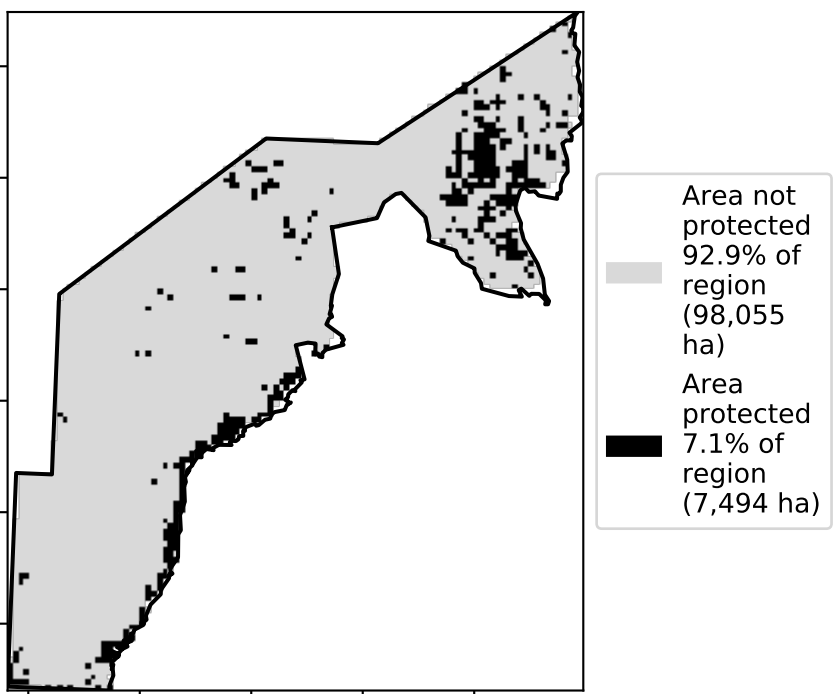 Area not
protected
92.9% of
region
(98,055
ha)
Area
protected
7.1% of
region
(7,494 ha)